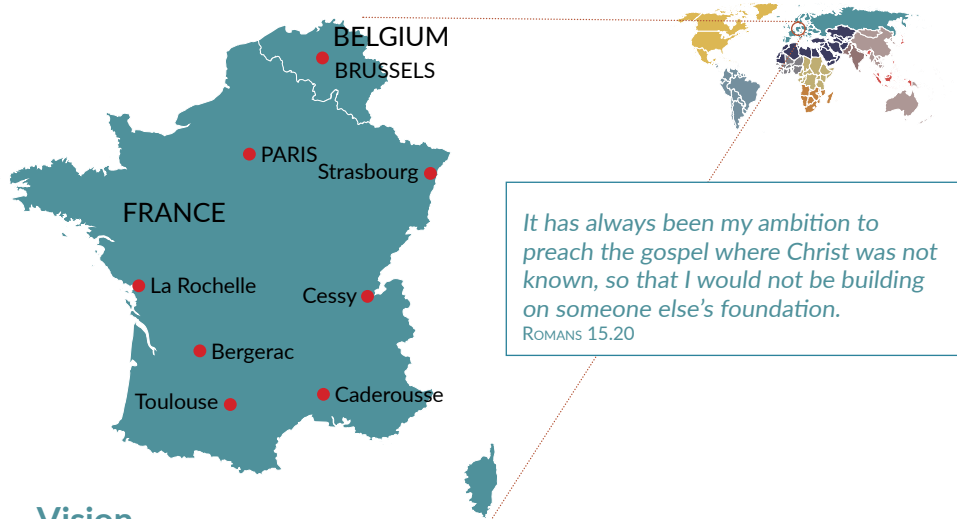 BELGIUM
BRUSSELS
PARIS
Strasbourg
FRANCE
La Rochelle
Cessy
Bergerac
Toulouse
Caderousse
It has always been my ambition to
preach the gospel where Christ was not
known, so that I would not be building
on someone else’s foundation.
Romans 15.20
Vision